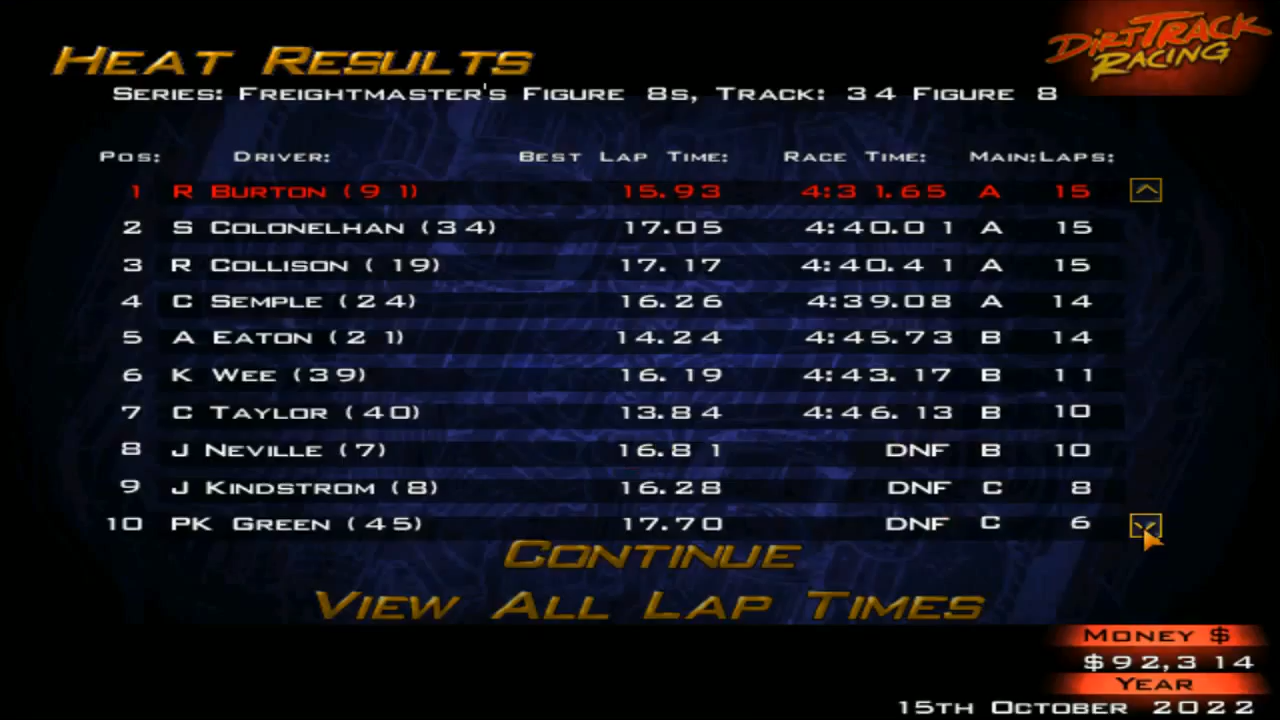 Heat Results
DIRT TRACK RACING
Series: Freightmaster's Figure 8s, Track: 34 Figure 8
Pos: Driver: Best Lap Time: Race Time: Main: Laps:
1 R Burton (91) 15.93 4:31.65 A 15
2 S Colonelhan (34) 17.05 4:40.01 A 15
3 R Collison (19) 17.17 4:40.41 A 15
4 C Semple (24) 16.26 4:39.08 A 14
5 A Eaton (21) 14.24 4:45.73 B 14
6 K Wee (39) 16.19 4:43.17 B 11
7 C Taylor (40) 13.84 4:46.13 B 10
8 J Neville (7) 16.81 DNF B 10
9 J Kindstrom (8) 16.28 DNF C 8
10 PK Green (45) 17.70 DNF C 6
Continue
View All Lap Times
Money $
$92,314
Year
15th October 2022